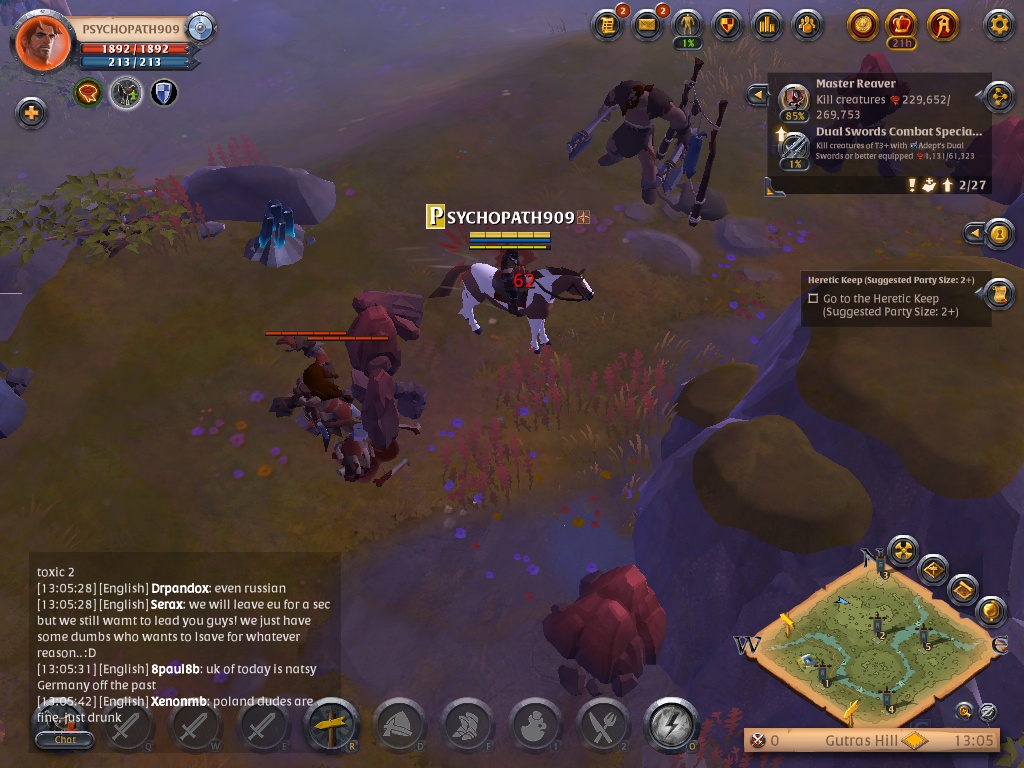 PSYCHOPATH909
1892 / 1892
213 / 213
2
2
1%
21h
Master Reaver
Kill creatures 229,652/
269,753
85%
Dual Swords Combat Specia...
Kill creatures of T3+ with Adept's Dual
Swords or better equipped 3,131/61,323
1%
2/27
PSYCHOPATH909
62
Heretic Keep (Suggested Party Size: 2+)
Go to the Heretic Keep
(Suggested Party Size: 2+)
toxic 2
[13:05:28] [English] Drpandox: even russian
[13:05:28] [English] Serax: we will leave eu for a sec
but we still wamt to lead you guys! we just have
some dumbs who wants to lsave for whatever
reason..:D
[13:05:31] [English] 8paul8b: uk of today is natsy
Germany off the past
[13:05:42] [English] Xenonmb: poland dudes are
fine, just drunk
Chat
Q
W
E
R
D
F
1
2
O
N
W
E
3
2
5
1
4
0
Gutras Hill
13:05